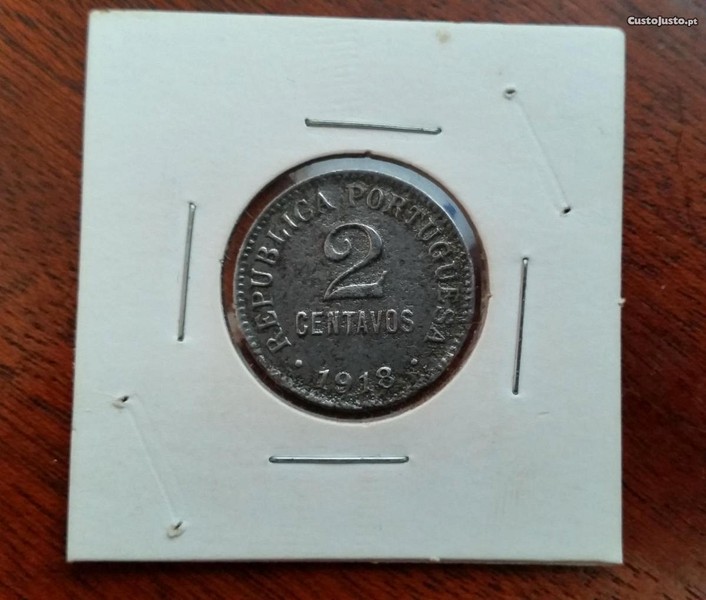 CustoJusto.pt
REPUBLICA PORTUGUESA
2
CENTAVOS
• 1918 •